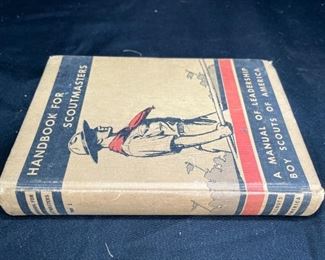 HANDBOOK FOR
SCOUTMASTERS
A MANUAL OF LEADERSHIP
BOY SCOUTS OF AMERICA